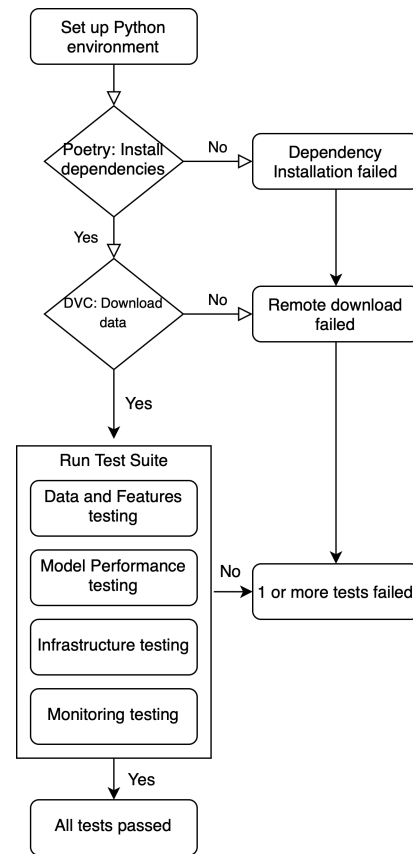 Set up Python
environment
Poetry: Install
dependencies
No
Dependency
Installation failed
Yes
DVC: Download
data
No
Remote download
failed
Yes
Run Test Suite
Data and Features
testing
Model Performance
testing
No
1 or more tests failed
Infrastructure testing
Monitoring testing
Yes
All tests passed